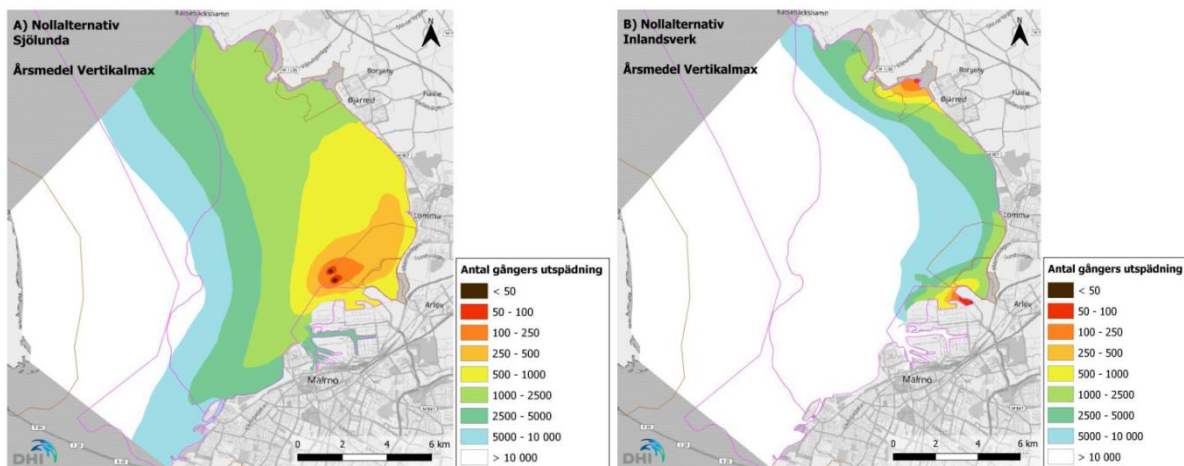 A) Nollalternativ
Sjölunda
Årsmedel Vertikalmax
N
Borgeby
Bjärred
Lomma
Arlöv
Malmö
0 2 4 6 km
DHI
Antal gångers utspädning
< 50
50 - 100
100 - 250
250 - 500
500 - 1000
1000 - 2500
2500 - 5000
5000 - 10 000
> 10 000
B) Nollalternativ
Inlandsverk
Årsmedel Vertikalmax
N
Borgeby
Bjärred
Lomma
Arlöv
Malmö
0 2 4 6 km
DHI
Antal gångers utspädning
< 50
50 - 100
100 - 250
250 - 500
500 - 1000
1000 - 2500
2500 - 5000
5000 - 10 000
> 10 000